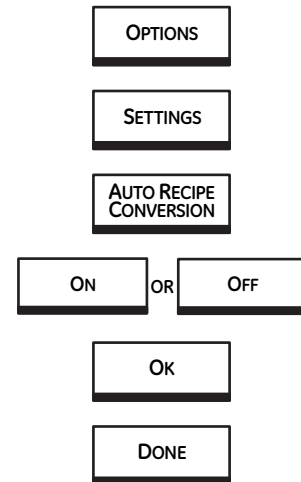 OPTIONS
SETTINGS
AUTO RECIPE
CONVERSION
ON OR OFF
OK
DONE